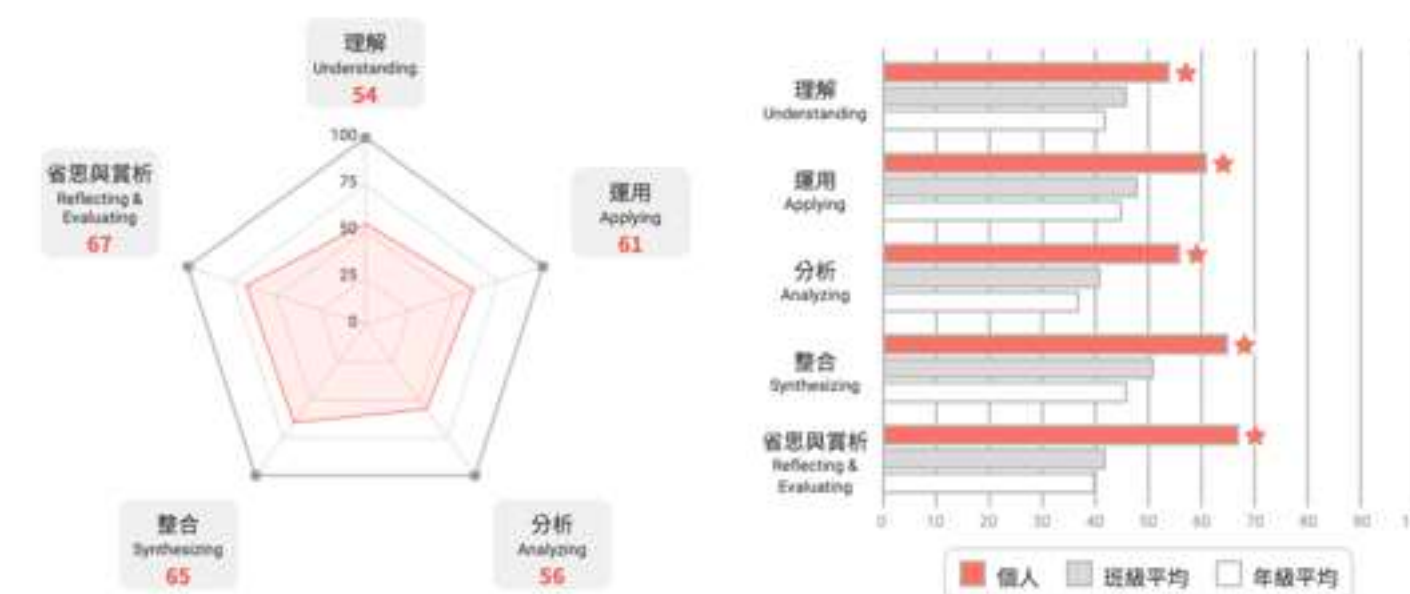 理解
Understanding
54
省思與賞析
Reflecting &
Evaluating
67
運用
Applying
61
100
75
50
25
0
整合
Synthesizing
65
分析
Analyzing
56
理解
Understanding
運用
Applying
分析
Analyzing
整合
Synthesizing
省思與賞析
Reflecting &
Evaluating
0 10 20 30 40 50 60 70 80 90
個人 班級平均 年級平均